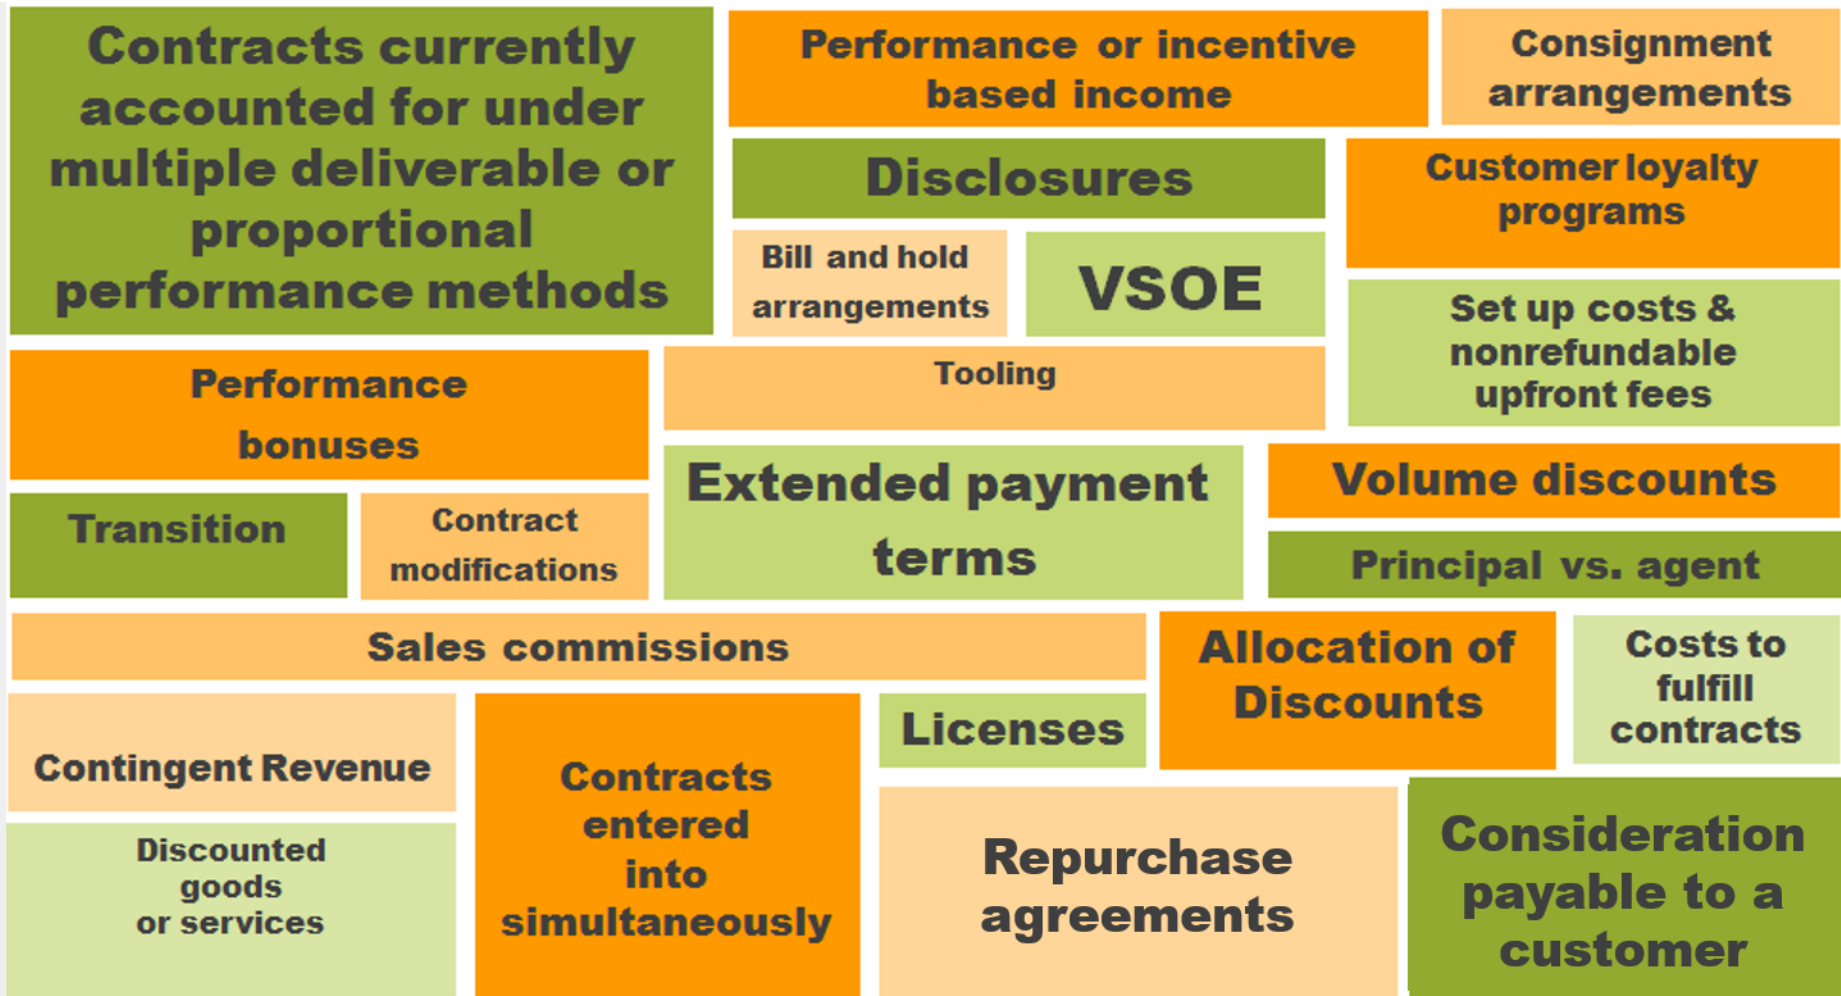 Contracts currently
accounted for under
multiple deliverable or
proportional
performance methods
Performance or incentive
based income
Consignment
arrangements
Disclosures
Customer loyalty
programs
Bill and hold
arrangements
VSOE
Set up costs &
nonrefundable
upfront fees
Performance
bonuses
Tooling
Extended payment
terms
Volume discounts
Transition
Contract
modifications
Principal vs. agent
Sales commissions
Allocation of
Discounts
Costs to
fulfill
contracts
Contingent Revenue
Contracts
entered
into
simultaneously
Licenses
Discounted
goods
or services
Repurchase
agreements
Consideration
payable to a
customer